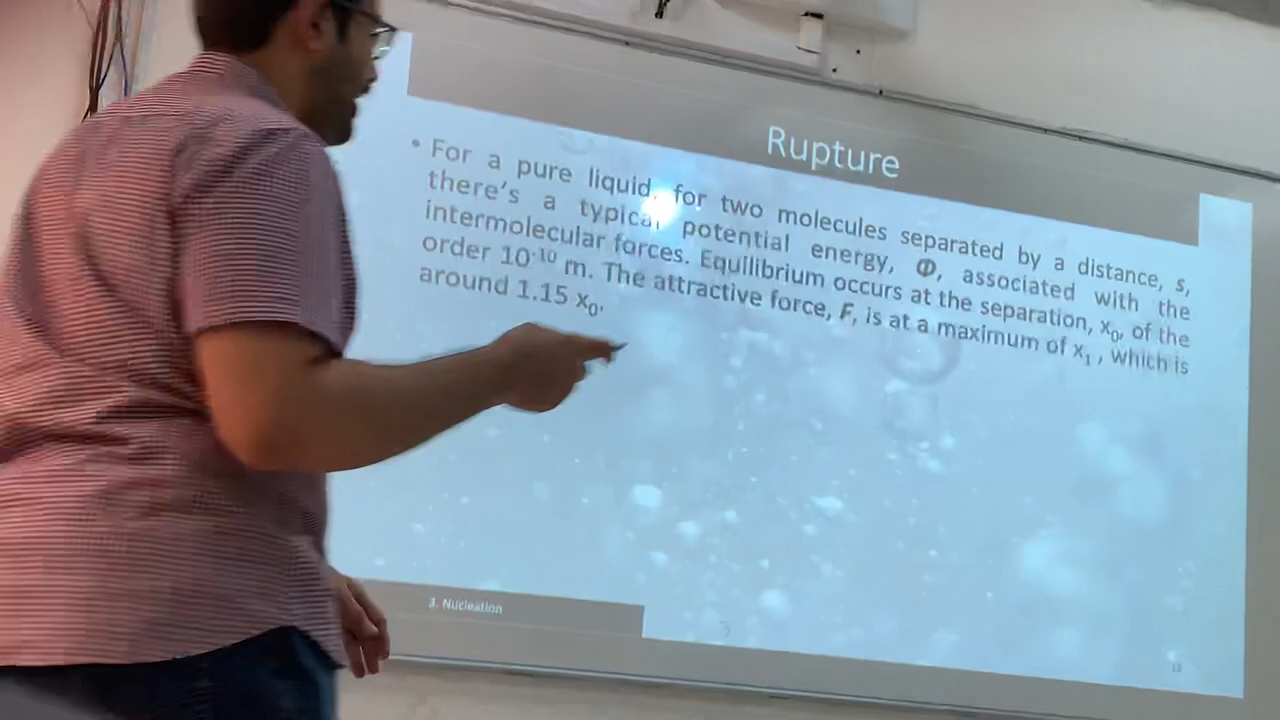 Rupture
• For a pure liquid, for two molecules separated by a distance, s,
there's a typical potential energy, Φ, associated with the
intermolecular forces. Equilibrium occurs at the separation, x₀, of the
order 10⁻¹⁰ m. The attractive force, F, is at a maximum of x₁ , which is
around 1.15 x₀.
3. Nucleation